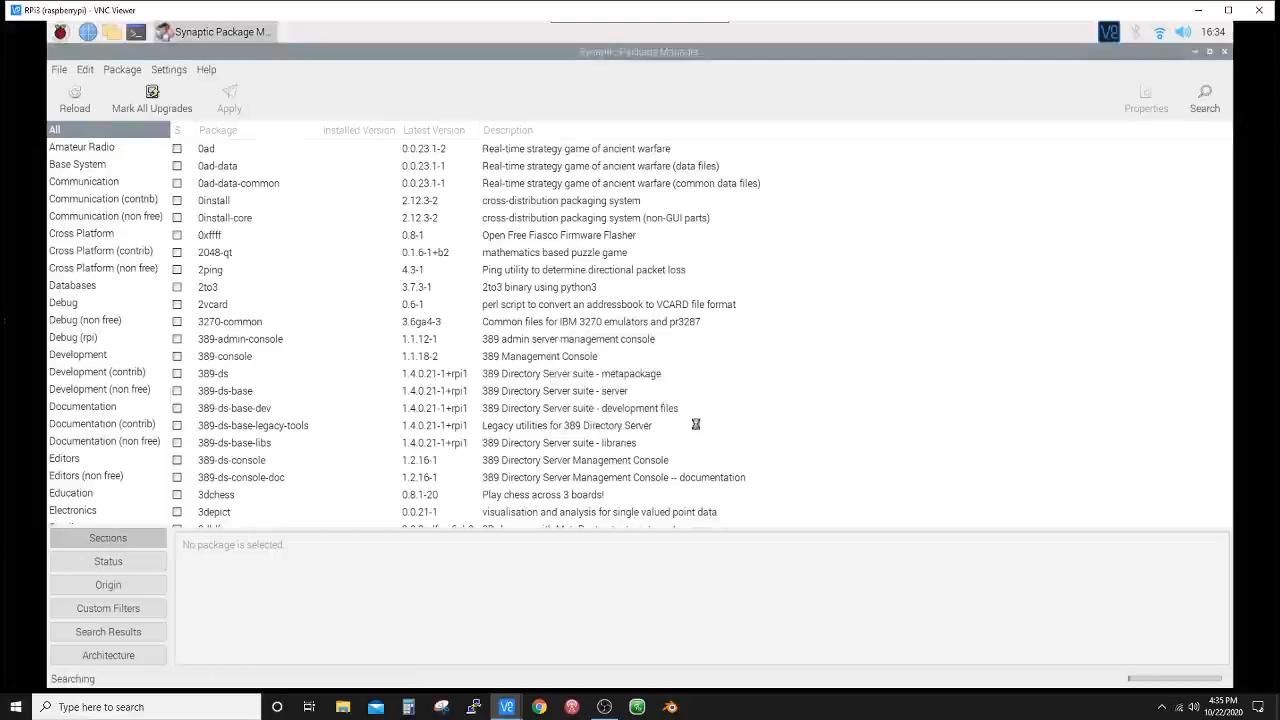 RPi3 (raspberrypi) - VNC Viewer
Synaptic Package M...
16:34
Synaptic Package Manager
File Edit Package Settings Help
Reload Mark All Upgrades Apply Properties Search
All S Package Installed Version Latest Version Description
Amateur Radio
Base System
Communication
Communication (contrib)
Communication (non free)
Cross Platform
Cross Platform (contrib)
Cross Platform (non free)
Databases
Debug
Debug (non free)
Debug (rpi)
Development
Development (contrib)
Development (non free)
Documentation
Documentation (contrib)
Documentation (non free)
Editors
Editors (non free)
Education
Electronics
0ad 0.0.23.1-2 Real-time strategy game of ancient warfare
0ad-data 0.0.23.1-1 Real-time strategy game of ancient warfare (data files)
0ad-data-common 0.0.23.1-1 Real-time strategy game of ancient warfare (common data files)
0install 2.12.3-2 cross-distribution packaging system
0install-core 2.12.3-2 cross-distribution packaging system (non-GUI parts)
0xffff 0.8-1 Open Free Fiasco Firmware Flasher
2048-qt 0.1.6-1+b2 mathematics based puzzle game
2ping 4.3-1 Ping utility to determine directional packet loss
2to3 3.7.3-1 2to3 binary using python3
2vcard 0.6-1 perl script to convert an addressbook to VCARD file format
3270-common 3.6ga4-3 Common files for IBM 3270 emulators and pr3287
389-admin-console 1.1.12-1 389 admin server management console
389-console 1.1.18-2 389 Management Console
389-ds 1.4.0.21-1+rpi1 389 Directory Server suite - metapackage
389-ds-base 1.4.0.21-1+rpi1 389 Directory Server suite - server
389-ds-base-dev 1.4.0.21-1+rpi1 389 Directory Server suite - development files
389-ds-base-legacy-tools 1.4.0.21-1+rpi1 Legacy utilities for 389 Directory Server
389-ds-base-libs 1.4.0.21-1+rpi1 389 Directory Server suite - libraries
389-ds-console 1.2.16-1 389 Directory Server Management Console
389-ds-console-doc 1.2.16-1 389 Directory Server Management Console -- documentation
3dchess 0.8.1-20 Play chess across 3 boards!
3depict 0.0.21-1 visualisation and analysis for single valued point data
Sections
Status
Origin
Custom Filters
Search Results
Architecture
No package is selected.
Searching
Type here to search
4:35 PM
10/22/2020